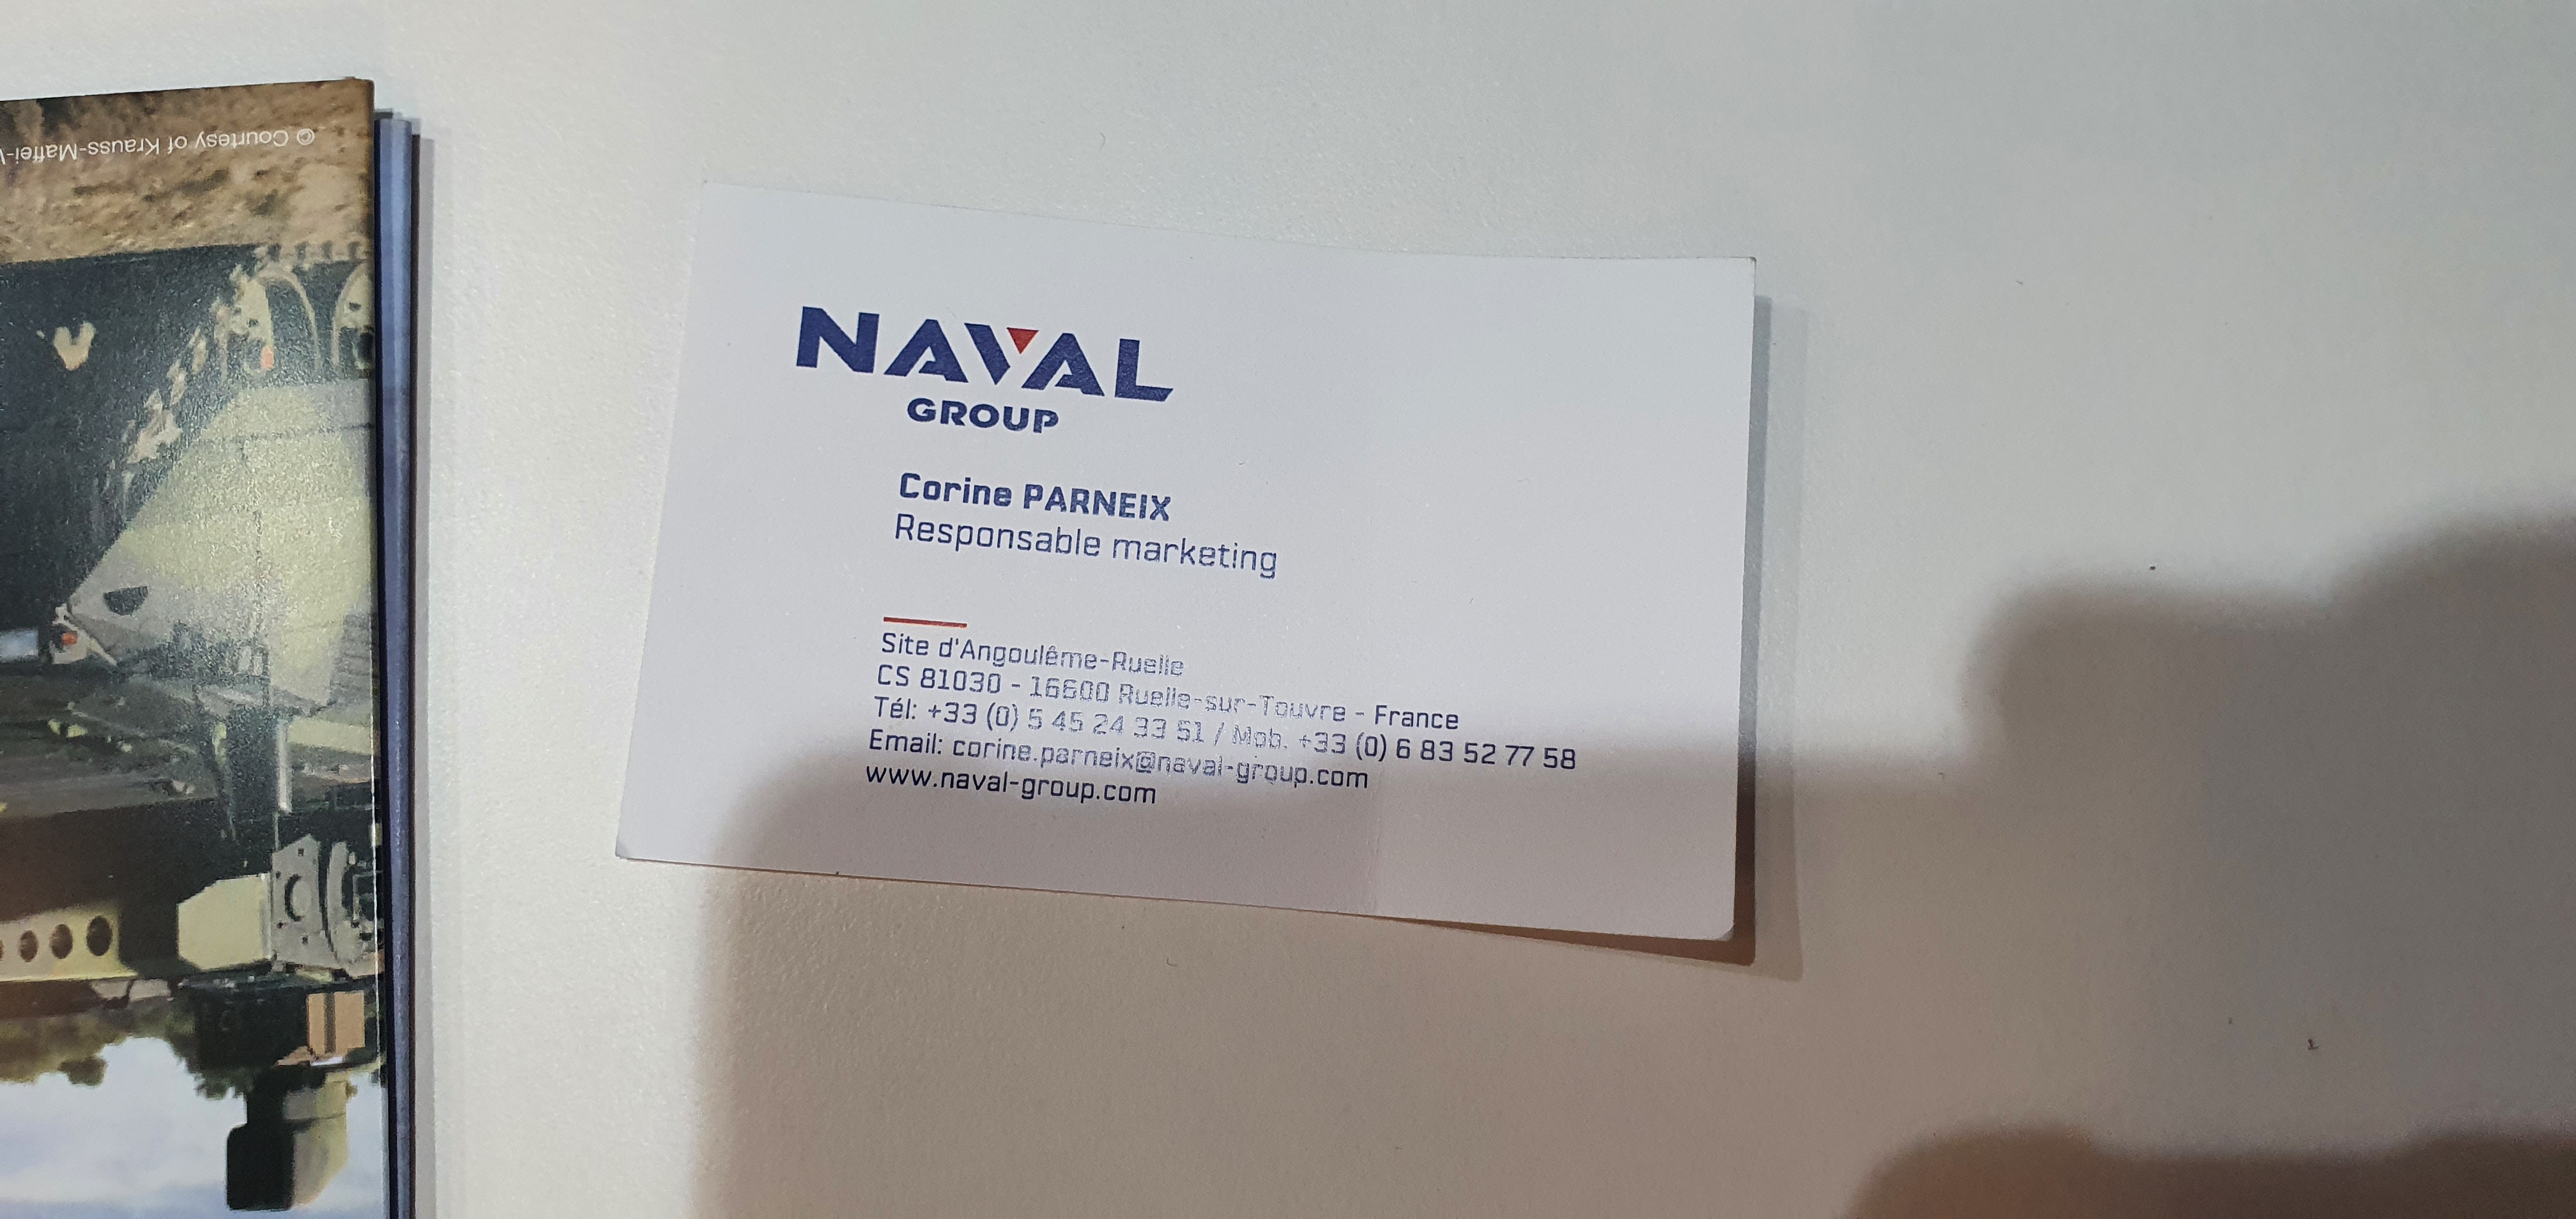 © Courtesy of Krauss-Maffei-
NAVAL
GROUP
Corine PARNEIX
Responsable marketing
Site d'Angoulême-Ruelle
CS 81030 - 16600 Ruelle-sur-Touvre - France
Tél: +33 (0) 5 45 24 33 51 / Mob. +33 (0) 6 83 52 77 58
Email: corine.parneix@naval-group.com
www.naval-group.com